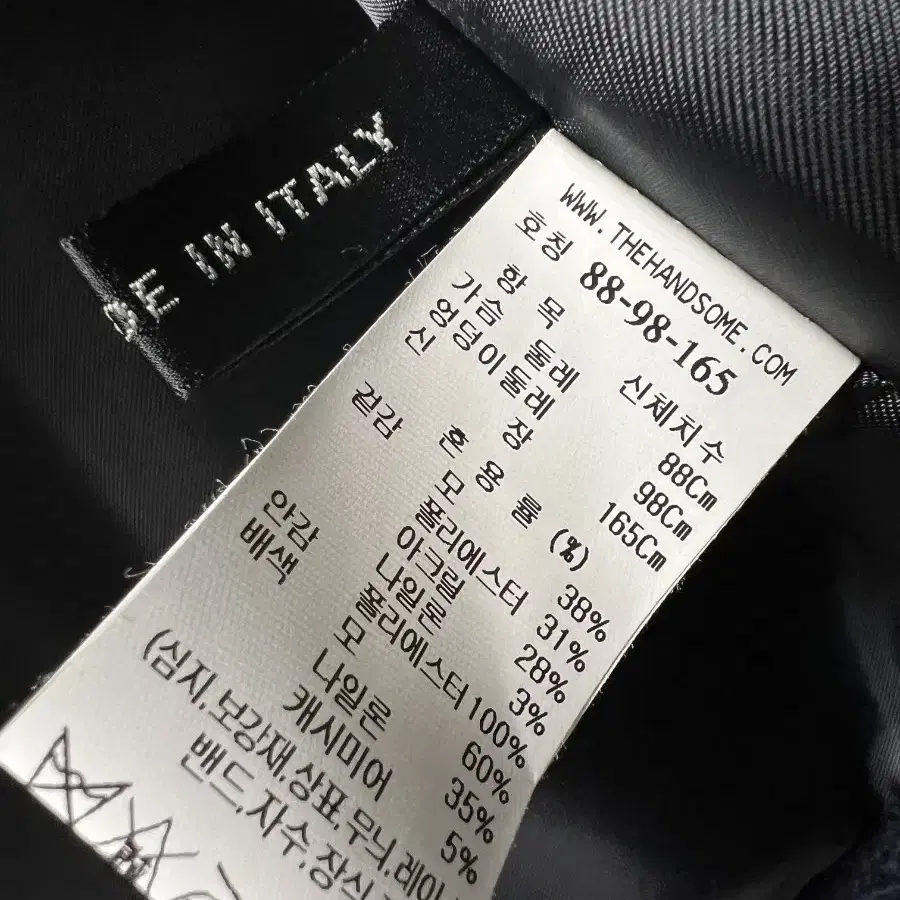 DE IN ITALY
WWW.THEHANDSOME.COM
호칭 88-98-165
항 목 신체치수
가슴 둘레 88Cm
엉덩이둘레 98Cm
신 장 165Cm
혼 용 률 (%)
겉감 모 38%
폴리에스터 31%
아크릴 28%
나일론 3%
안감 폴리에스터 100%
배색 모 60%
나일론 35%
캐시미어 5%
(심지,보강재,상표,무늬,레이
밴드,자수,장식